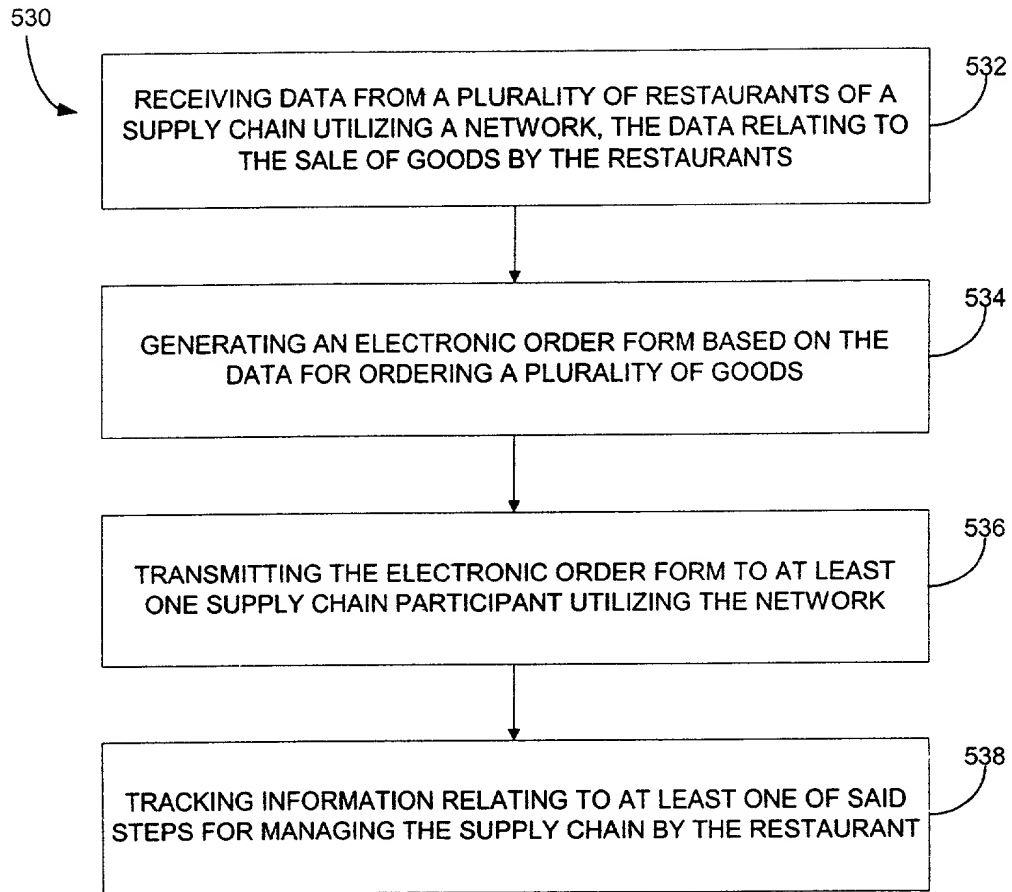 530
532
RECEIVING DATA FROM A PLURALITY OF RESTAURANTS OF A
SUPPLY CHAIN UTILIZING A NETWORK, THE DATA RELATING TO
THE SALE OF GOODS BY THE RESTAURANTS
534
GENERATING AN ELECTRONIC ORDER FORM BASED ON THE
DATA FOR ORDERING A PLURALITY OF GOODS
536
TRANSMITTING THE ELECTRONIC ORDER FORM TO AT LEAST
ONE SUPPLY CHAIN PARTICIPANT UTILIZING THE NETWORK
538
TRACKING INFORMATION RELATING TO AT LEAST ONE OF SAID
STEPS FOR MANAGING THE SUPPLY CHAIN BY THE RESTAURANT